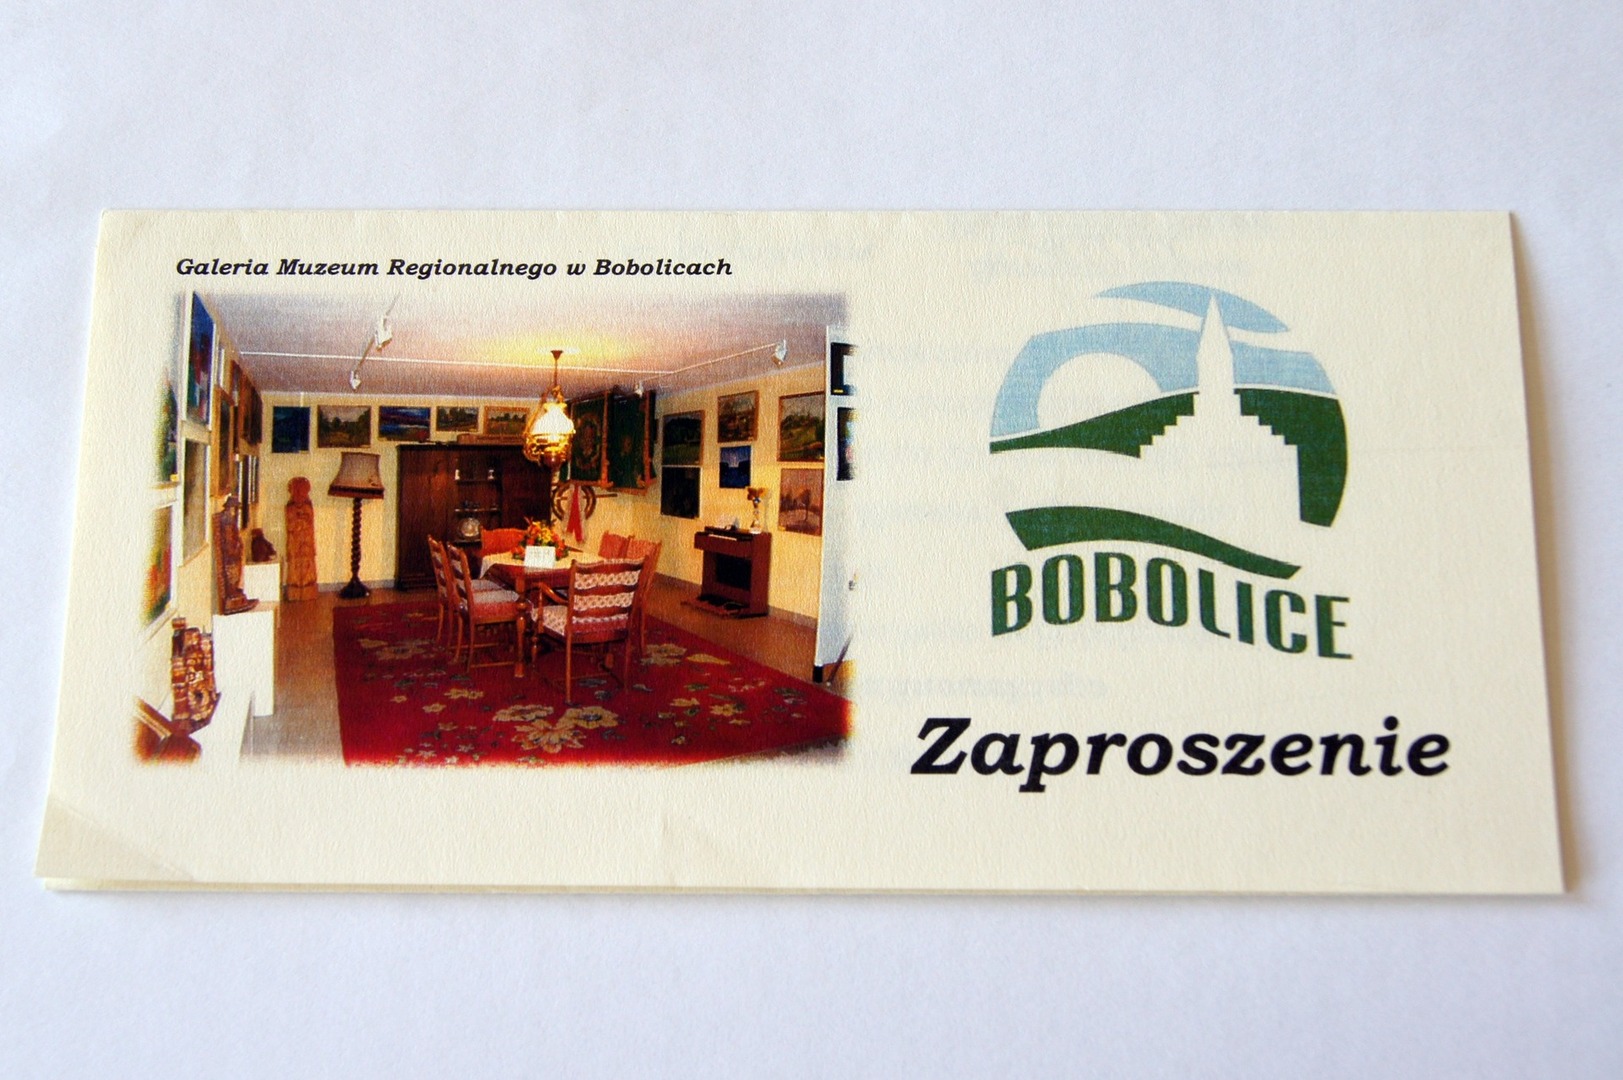 Galeria Muzeum Regionalnego w Bobolicach
BOBOLICE
Zaproszenie